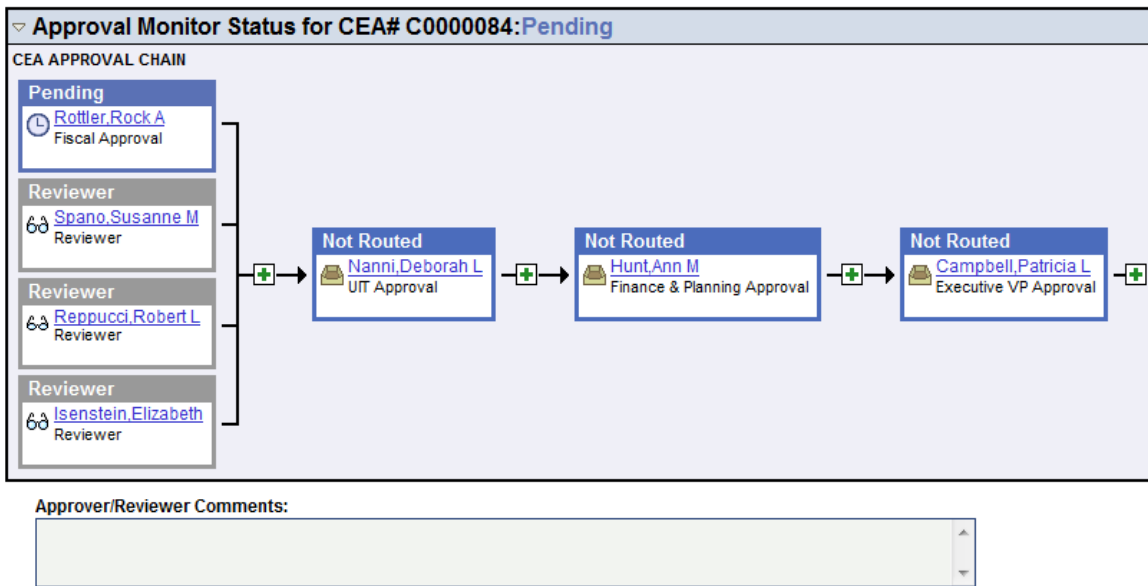 Approval Monitor Status for CEA# C0000084:Pending
CEA APPROVAL CHAIN
Pending
Rottler,Rock A
Fiscal Approval
Reviewer
Spano,Susanne M
Reviewer
Reviewer
Reppucci,Robert L
Reviewer
Reviewer
Isenstein,Elizabeth
Reviewer
Not Routed
Nanni,Deborah L
UIT Approval
Not Routed
Hunt,Ann M
Finance & Planning Approval
Not Routed
Campbell,Patricia L
Executive VP Approval
Approver/Reviewer Comments: